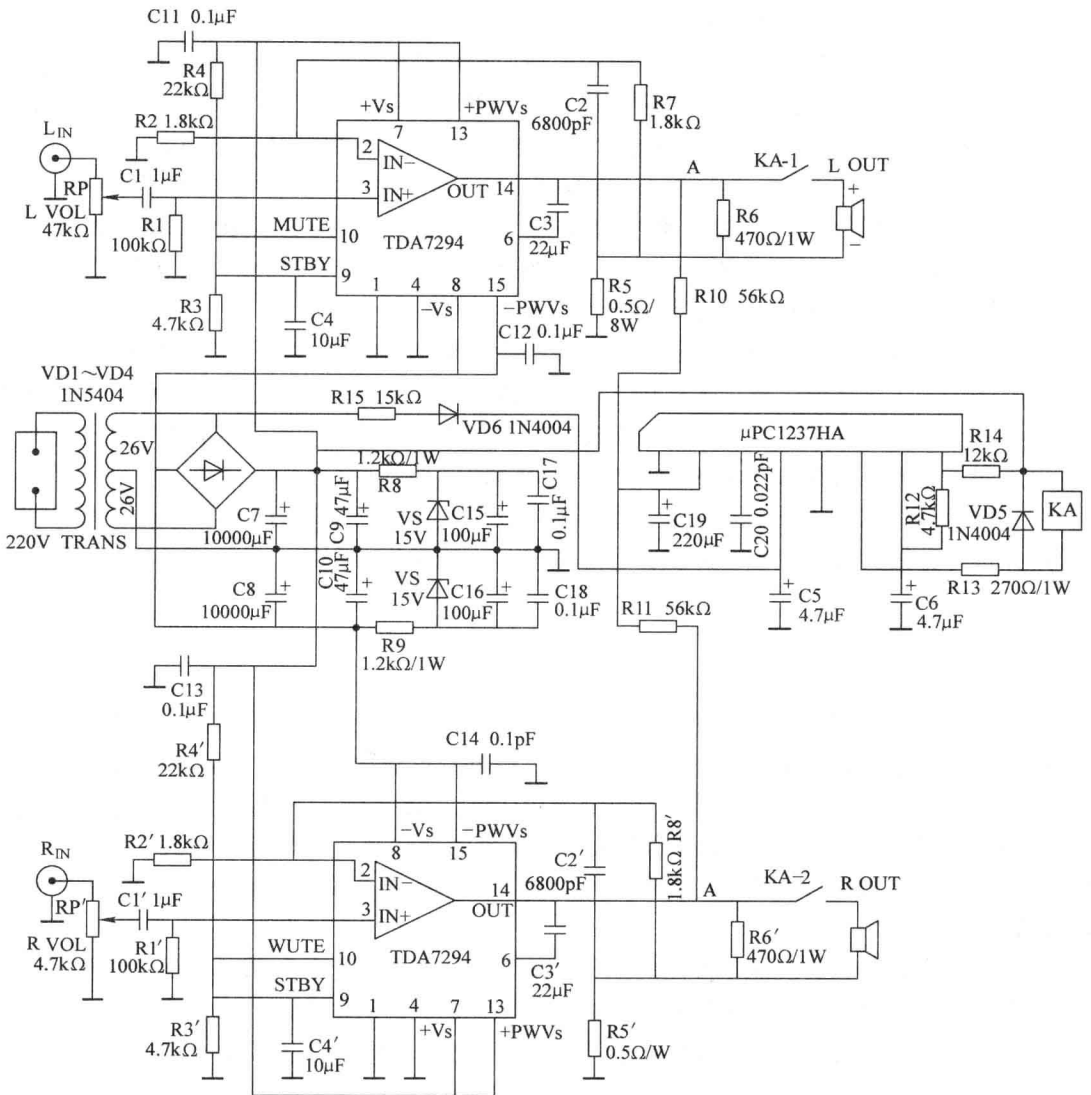 C11 0.1μF
R4
22kΩ
+Vs
+PWVs
7
13
C2
6800pF
R7
1.8kΩ
R2 1.8kΩ
LIN
2
IN−
C1 1μF
3
IN+
OUT
14
A
KA-1
L OUT
+
−
RP
L VOL
47kΩ
R1
100kΩ
MUTE
10
TDA7294
6
C3
22μF
R6
470Ω/1W
STBY
9
1
4
8
15
−Vs
−PWVs
R3
4.7kΩ
C4
10μF
C12 0.1μF
R5
0.5Ω/
8W
R10 56kΩ
VD1~VD4
1N5404
R15 15kΩ
VD6 1N4004
μPC1237HA
R14
12kΩ
26V
26V
220V TRANS
1.2kΩ/1W
R8
C17
0.1μF
C7
10000μF
C9 47μF
VS
15V
C15
100μF
+
C19
220μF
C20 0.022pF
R12
4.7kΩ
VD5
1N4004
KA
C8
10000μF
C10
47μF
VS
15V
C16
100μF
C18
0.1μF
R9
1.2kΩ/1W
R11 56kΩ
C5
4.7μF
C6
4.7μF
R13 270Ω/1W
C13
0.1μF
R4′
22kΩ
C14 0.1pF
−Vs
−PWVs
8
15
R2′ 1.8kΩ
RIN
2
IN−
C2′
6800pF
1.8kΩ R8′
C1′ 1μF
3
IN+
14
OUT
A
KA-2
R OUT
RP′
R VOL
4.7kΩ
R1′
100kΩ
WUTE
10
TDA7294
6
C3′
22μF
R6′
470Ω/1W
STBY
9
1
4
7
13
+Vs
+PWVs
R3′
4.7kΩ
C4′
10μF
R5′
0.5Ω/W